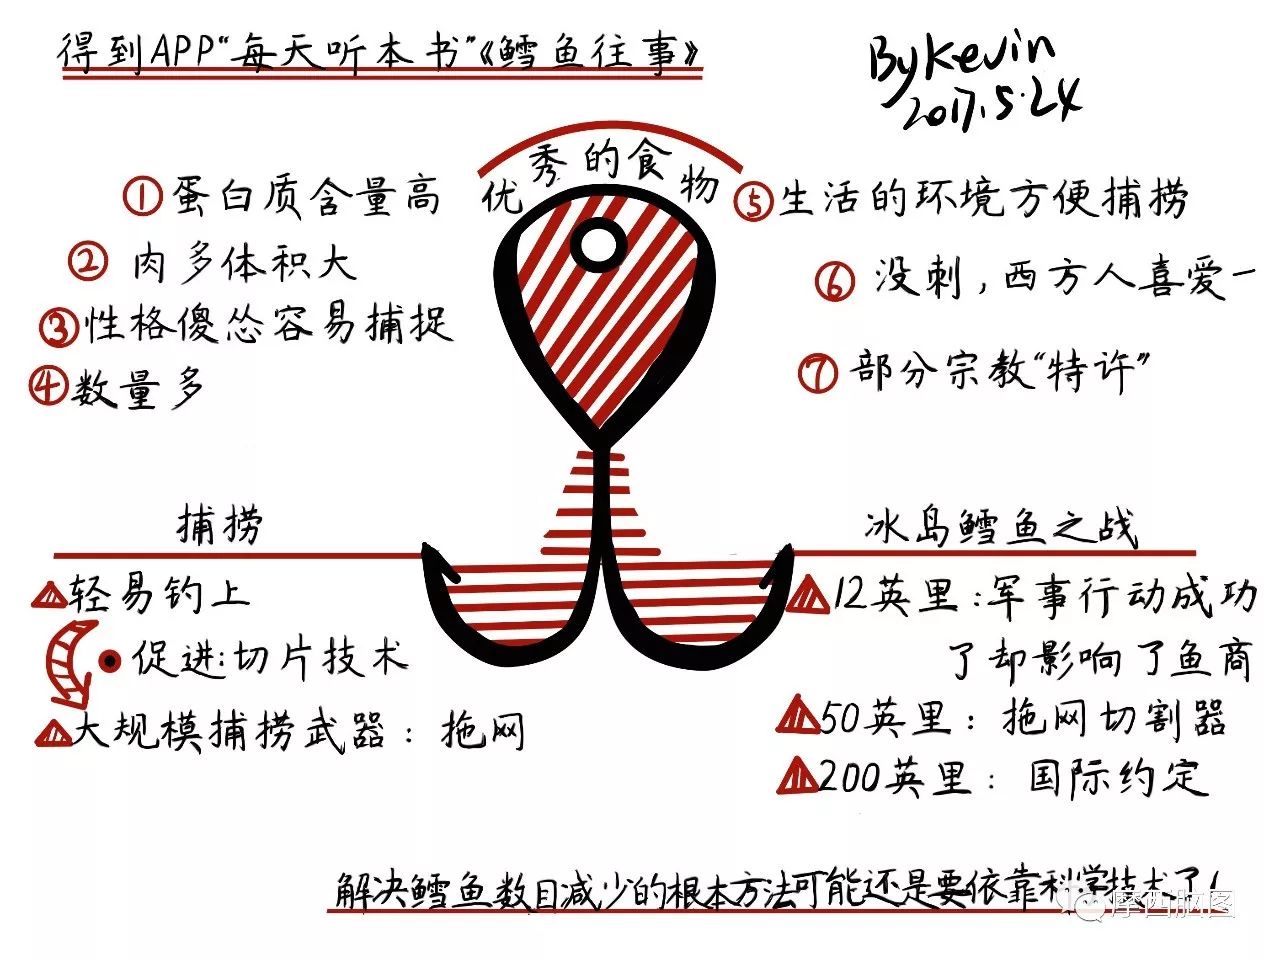 得到APP“每天听本书”《鳕鱼往事》
By Kevin
2017.5.24
优秀的食物
①蛋白质含量高
②肉多体积大
③性格傻怂容易捕捉
④数量多
⑤生活的环境方便捕捞
⑥没刺，西方人喜爱一
⑦部分宗教“特许”
捕捞
轻易钓上
促进:切片技术
大规模捕捞武器：拖网
冰岛鳕鱼之战
12英里:军事行动成功
了却影响了鱼商
50英里：拖网切割器
200英里：国际约定
解决鳕鱼数目减少的根本方法可能还是要依靠科学技术了！
摩西脑图